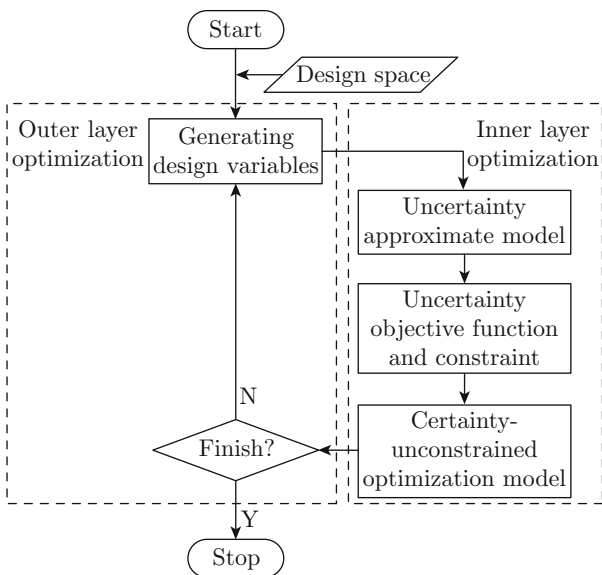 Start
Design space
Outer layer
optimization
Generating
design variables
Inner layer
optimization
Uncertainty
approximate model
Uncertainty
objective function
and constraint
Certainty-
unconstrained
optimization model
N
Finish?
Y
Stop